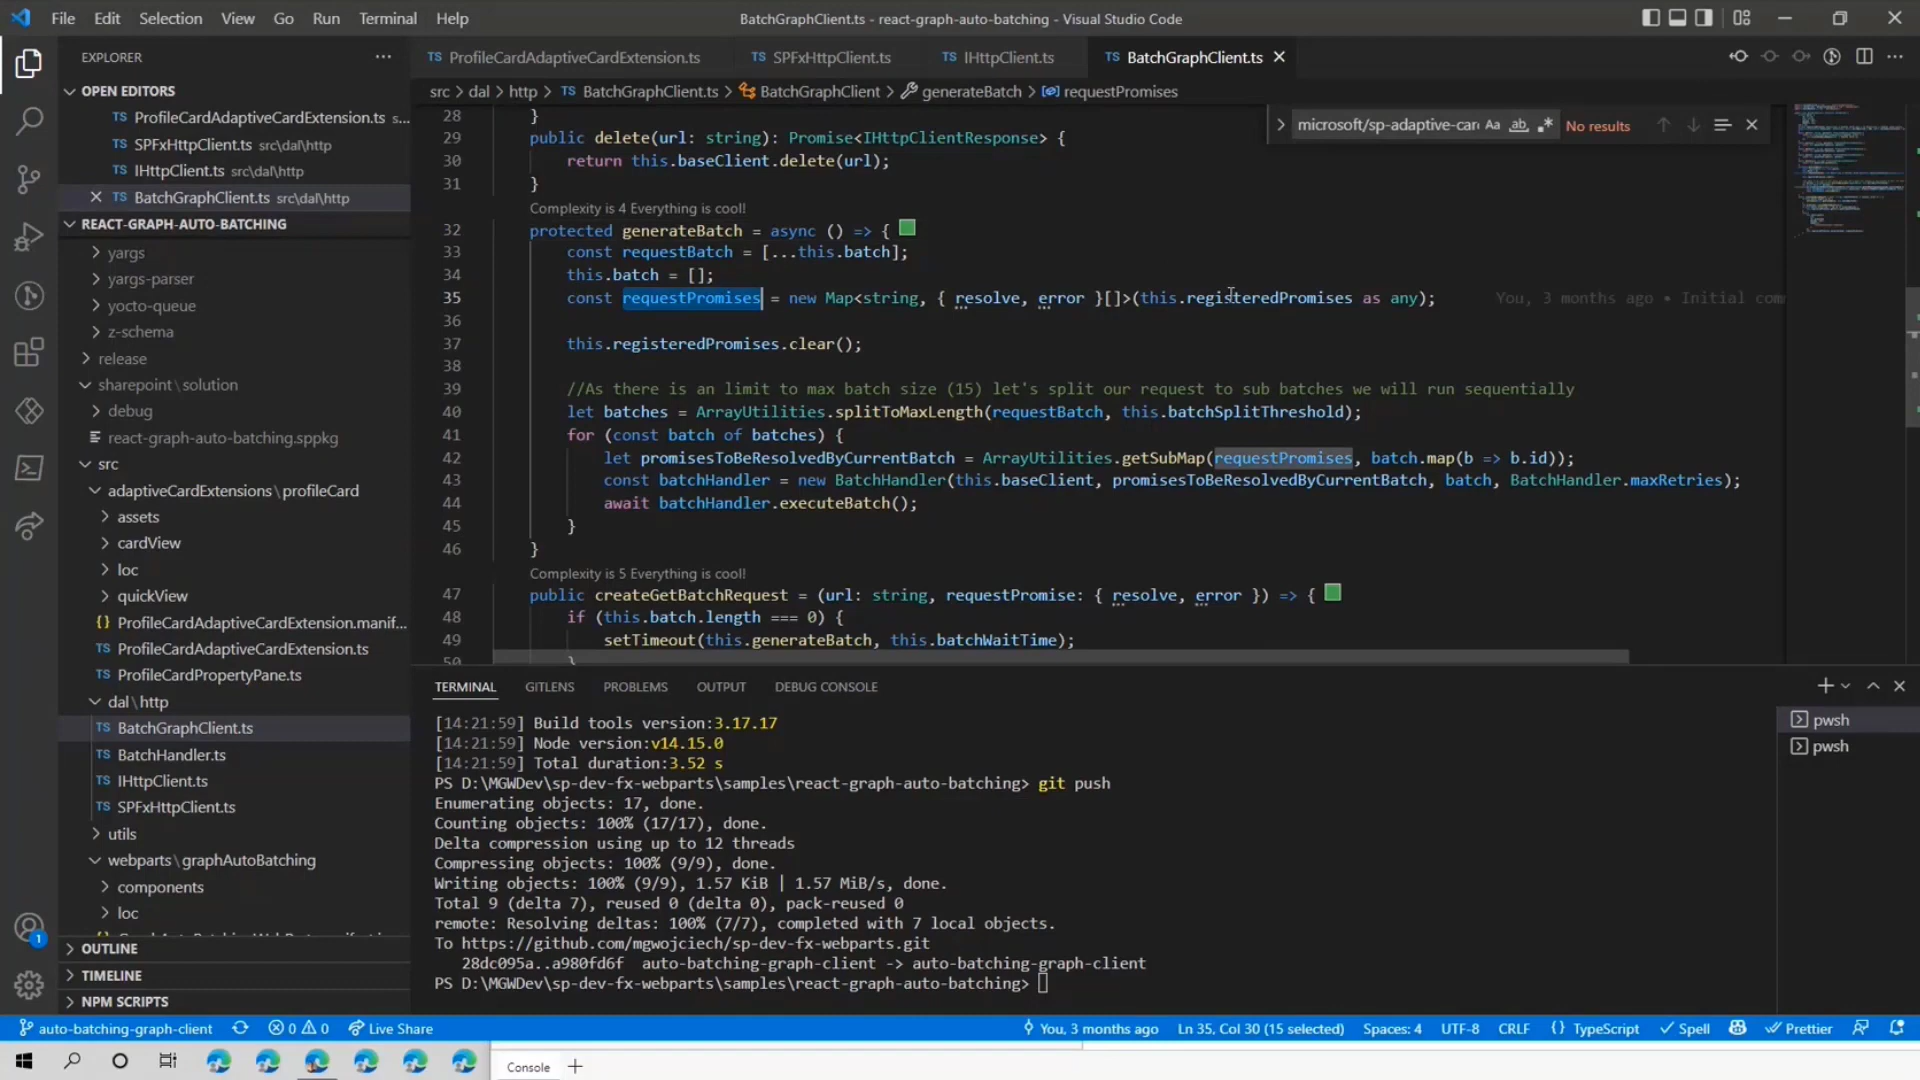 File Edit Selection View Go Run Terminal Help
BatchGraphClient.ts - react-graph-auto-batching - Visual Studio Code
EXPLORER
OPEN EDITORS
TS ProfileCardAdaptiveCardExtension.ts s...
TS SPFxHttpClient.ts src\dal\http
TS IHttpClient.ts src\dal\http
TS BatchGraphClient.ts src\dal\http
REACT-GRAPH-AUTO-BATCHING
yargs
yargs-parser
yocto-queue
z-schema
release
sharepoint\solution
debug
react-graph-auto-batching.sppkg
src
adaptiveCardExtensions\profileCard
assets
cardView
loc
quickView
{} ProfileCardAdaptiveCardExtension.manif...
TS ProfileCardAdaptiveCardExtension.ts
TS ProfileCardPropertyPane.ts
dal\http
TS BatchGraphClient.ts
TS BatchHandler.ts
TS IHttpClient.ts
TS SPFxHttpClient.ts
utils
webparts\graphAutoBatching
components
loc
OUTLINE
TIMELINE
NPM SCRIPTS
1
TS ProfileCardAdaptiveCardExtension.ts TS SPFxHttpClient.ts TS IHttpClient.ts TS BatchGraphClient.ts
src > dal > http > TS BatchGraphClient.ts > BatchGraphClient > generateBatch > requestPromises
microsoft/sp-adaptive-car Aa ab .* No results
28 }
29 public delete(url: string): Promise<IHttpClientResponse> {
30 return this.baseClient.delete(url);
31 }
Complexity is 4 Everything is cool!
32 protected generateBatch = async () => {
33 const requestBatch = [...this.batch];
34 this.batch = [];
35 const requestPromises = new Map<string, { resolve, error }[]>(this.registeredPromises as any); You, 3 months ago • Initial com
36
37 this.registeredPromises.clear();
38
39 //As there is an limit to max batch size (15) let's split our request to sub batches we will run sequentially
40 let batches = ArrayUtilities.splitToMaxLength(requestBatch, this.batchSplitThreshold);
41 for (const batch of batches) {
42 let promisesToBeResolvedByCurrentBatch = ArrayUtilities.getSubMap(requestPromises, batch.map(b => b.id));
43 const batchHandler = new BatchHandler(this.baseClient, promisesToBeResolvedByCurrentBatch, batch, BatchHandler.maxRetries);
44 await batchHandler.executeBatch();
45 }
46 }
Complexity is 5 Everything is cool!
47 public createGetBatchRequest = (url: string, requestPromise: { resolve, error }) => {
48 if (this.batch.length === 0) {
49 setTimeout(this.generateBatch, this.batchWaitTime);
50 }
TERMINAL GITLENS PROBLEMS OUTPUT DEBUG CONSOLE
[14:21:59] Build tools version:3.17.17
[14:21:59] Node version:v14.15.0
[14:21:59] Total duration:3.52 s
PS D:\MGWDev\sp-dev-fx-webparts\samples\react-graph-auto-batching> git push
Enumerating objects: 17, done.
Counting objects: 100% (17/17), done.
Delta compression using up to 12 threads
Compressing objects: 100% (9/9), done.
Writing objects: 100% (9/9), 1.57 KiB | 1.57 MiB/s, done.
Total 9 (delta 7), reused 0 (delta 0), pack-reused 0
remote: Resolving deltas: 100% (7/7), completed with 7 local objects.
To https://github.com/mgwojciech/sp-dev-fx-webparts.git
28dc095a..a980fd6f auto-batching-graph-client -> auto-batching-graph-client
PS D:\MGWDev\sp-dev-fx-webparts\samples\react-graph-auto-batching>
pwsh
pwsh
auto-batching-graph-client 0 0 Live Share You, 3 months ago Ln 35, Col 30 (15 selected) Spaces: 4 UTF-8 CRLF {} TypeScript Spell Prettier
Console